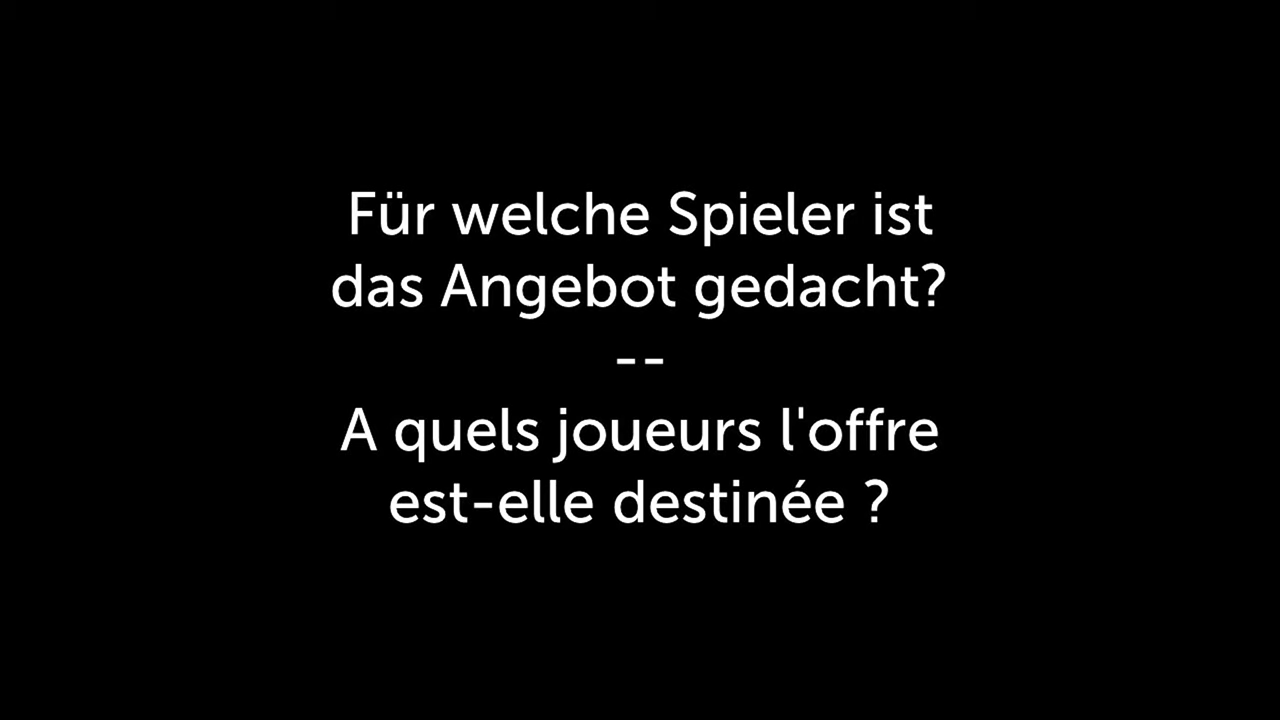 Für welche Spieler ist
das Angebot gedacht?
--
A quels joueurs l'offre
est-elle destinée ?